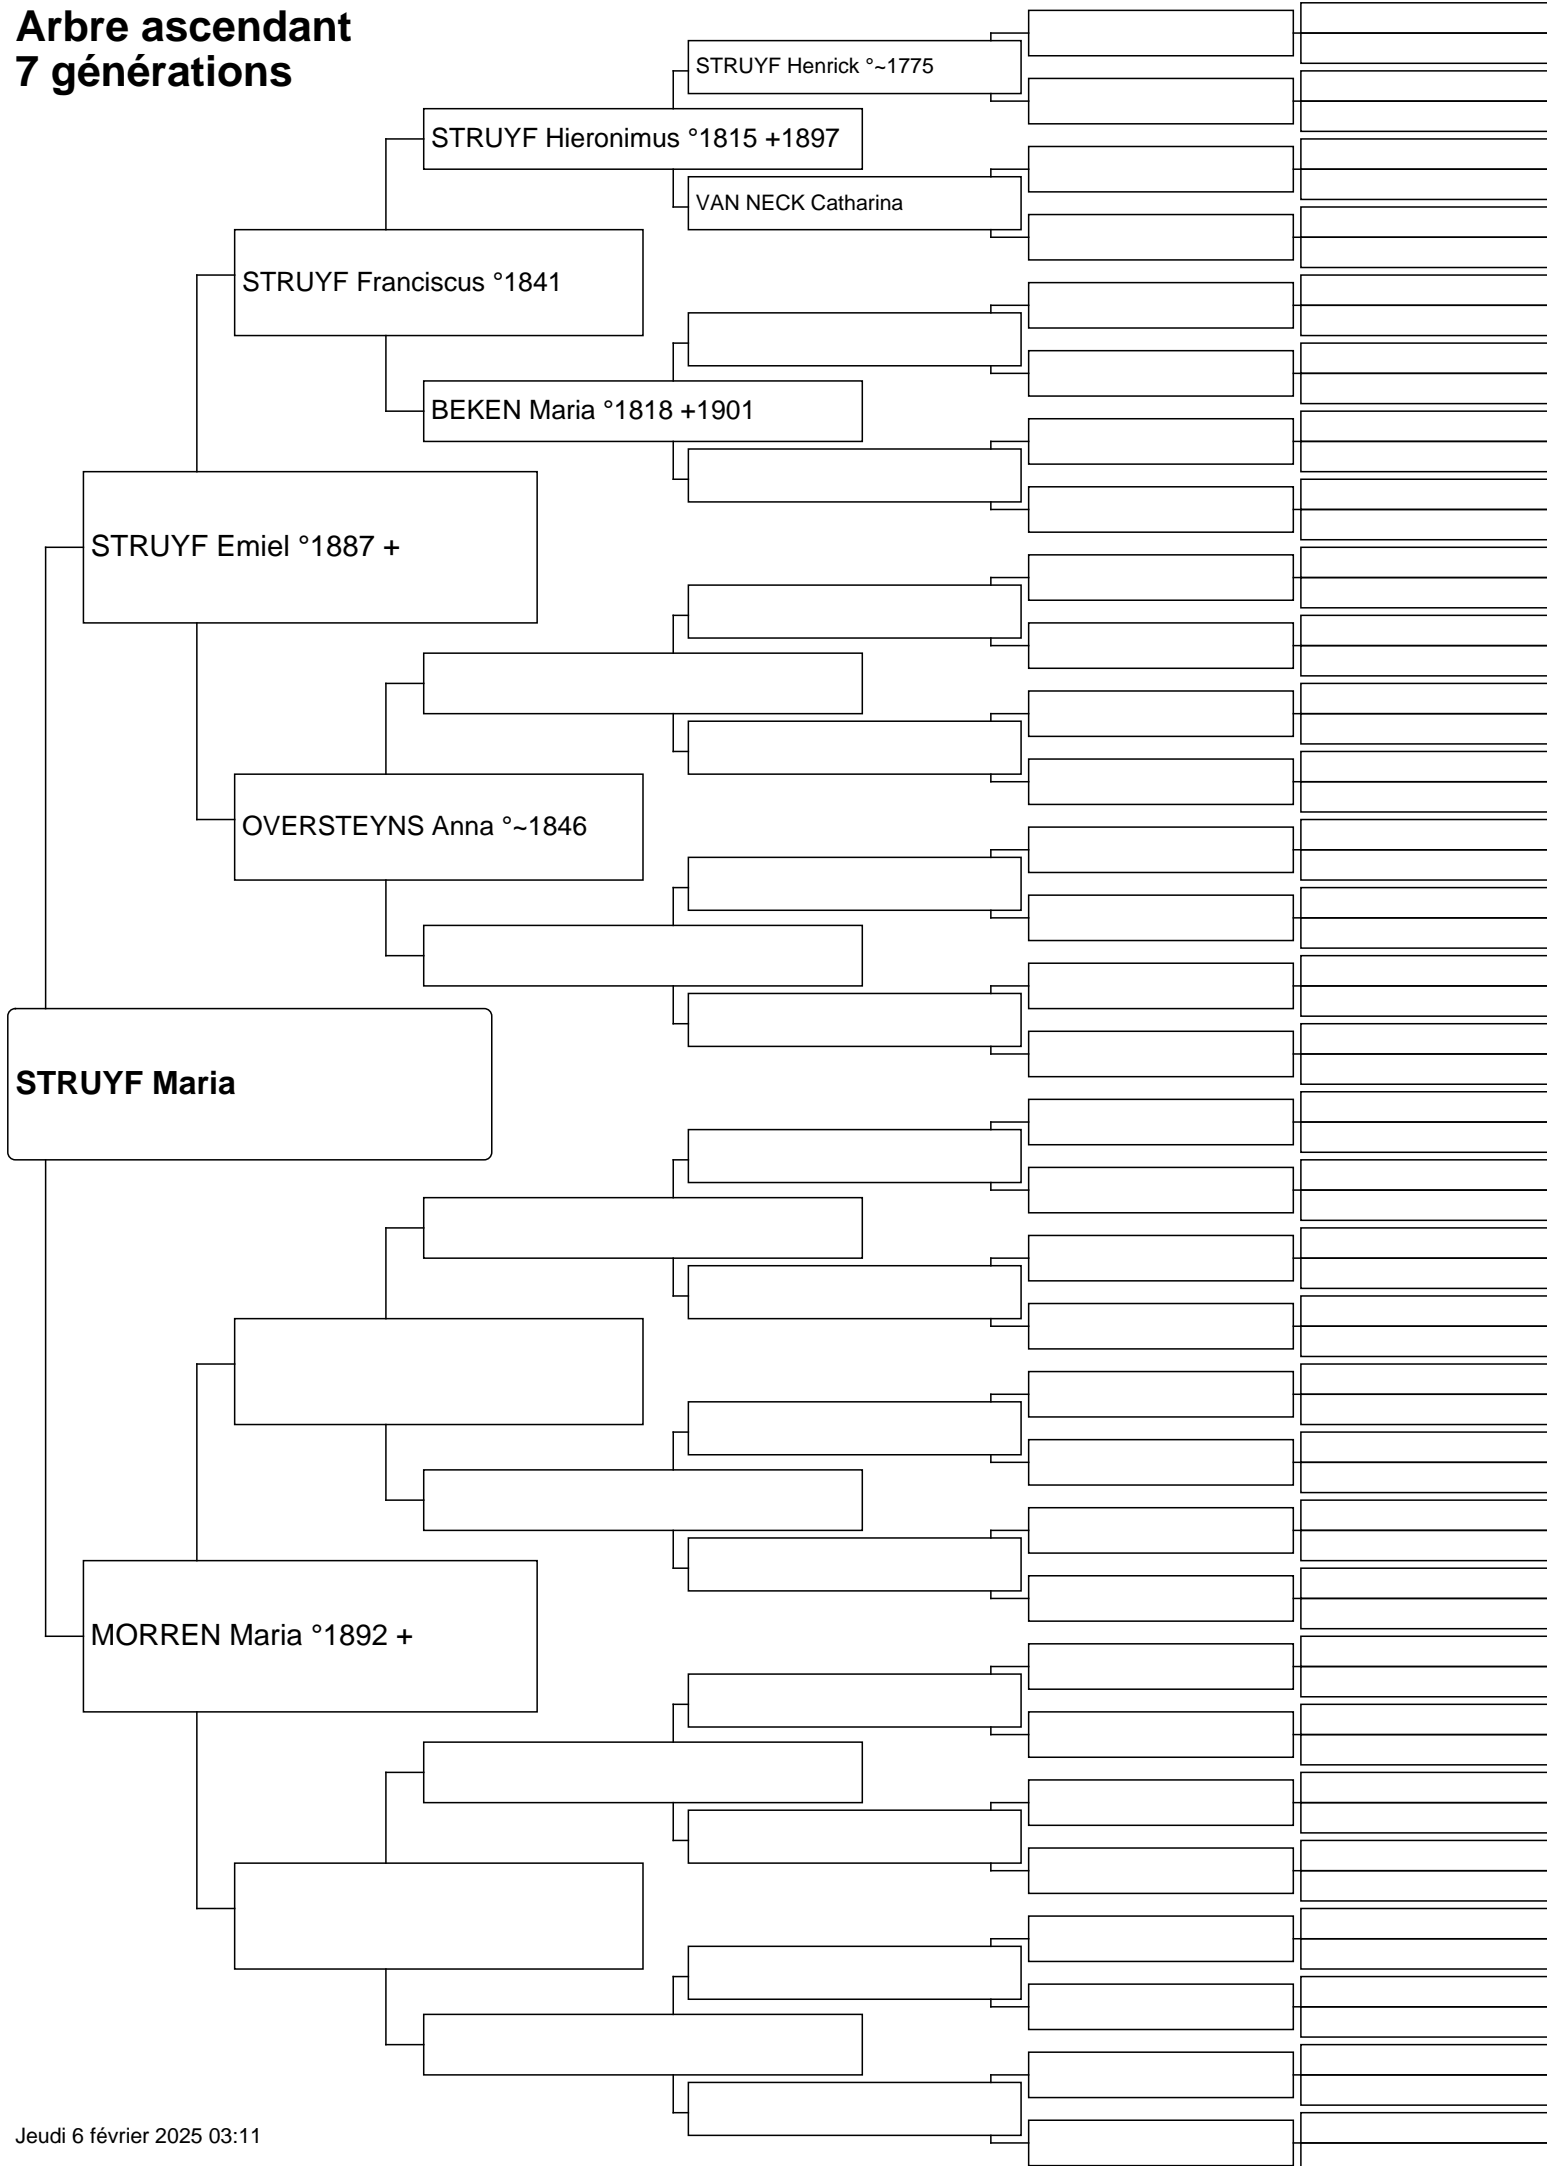 Arbre ascendant
7 générations
STRUYF Henrick °~1775
STRUYF Hieronimus °1815 +1897
VAN NECK Catharina
STRUYF Franciscus °1841
BEKEN Maria °1818 +1901
STRUYF Emiel °1887 +
OVERSTEYNS Anna °~1846
STRUYF Maria
MORREN Maria °1892 +
Jeudi 6 février 2025 03:11